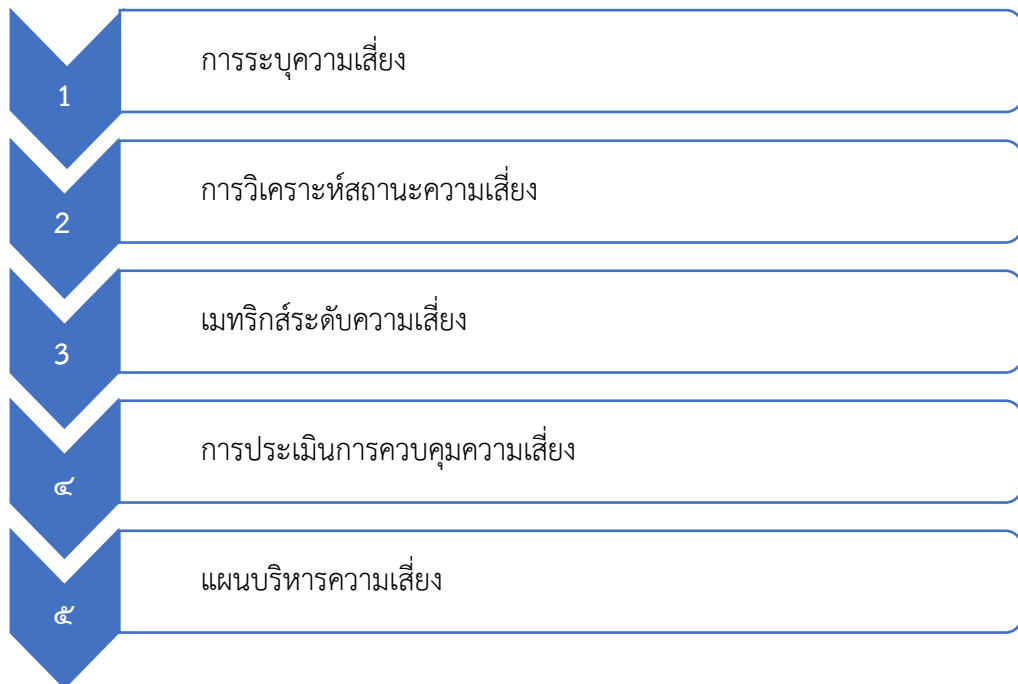 1
การระบุความเสี่ยง
2
การวิเคราะห์สถานะความเสี่ยง
3
เมทริกส์ระดับความเสี่ยง
๔
การประเมินการควบคุมความเสี่ยง
๕
แผนบริหารความเสี่ยง